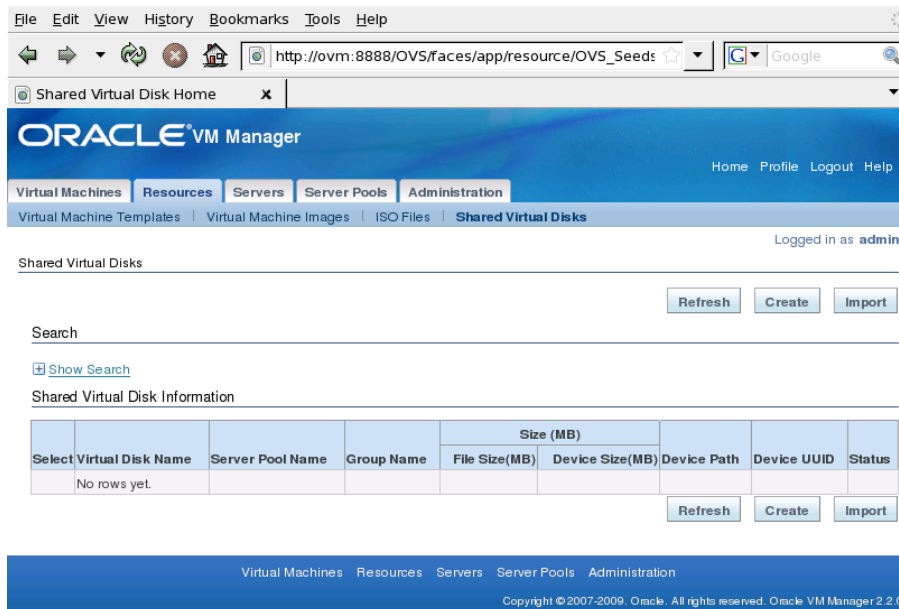 File Edit View History Bookmarks Tools Help
http://ovm:8888/OVS/faces/app/resource/OVS_Seeds G Google
Shared Virtual Disk Home x
ORACLE VM Manager
Home Profile Logout Help
Virtual Machines Resources Servers Server Pools Administration
Virtual Machine Templates | Virtual Machine Images | ISO Files | Shared Virtual Disks
Logged in as admin
Shared Virtual Disks
Refresh Create Import
Search
Show Search
Shared Virtual Disk Information
Size (MB)
Select Virtual Disk Name Server Pool Name Group Name File Size(MB) Device Size(MB) Device Path Device UUID Status
No rows yet.
Refresh Create Import
Virtual Machines Resources Servers Server Pools Administration
Copyright © 2007-2009. Oracle. All rights reserved. Oracle VM Manager 2.2.0